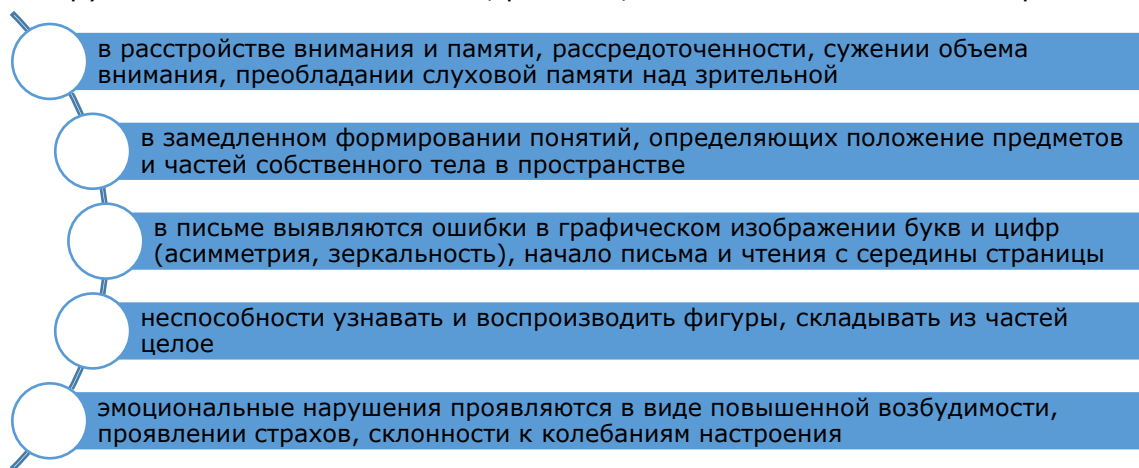 в расстройстве внимания и памяти, рассредоточенности, сужении объема
внимания, преобладании слуховой памяти над зрительной
в замедленном формировании понятий, определяющих положение предметов
и частей собственного тела в пространстве
в письме выявляются ошибки в графическом изображении букв и цифр
(асимметрия, зеркальность), начало письма и чтения с середины страницы
неспособности узнавать и воспроизводить фигуры, складывать из частей
целое
эмоциональные нарушения проявляются в виде повышенной возбудимости,
проявлении страхов, склонности к колебаниям настроения